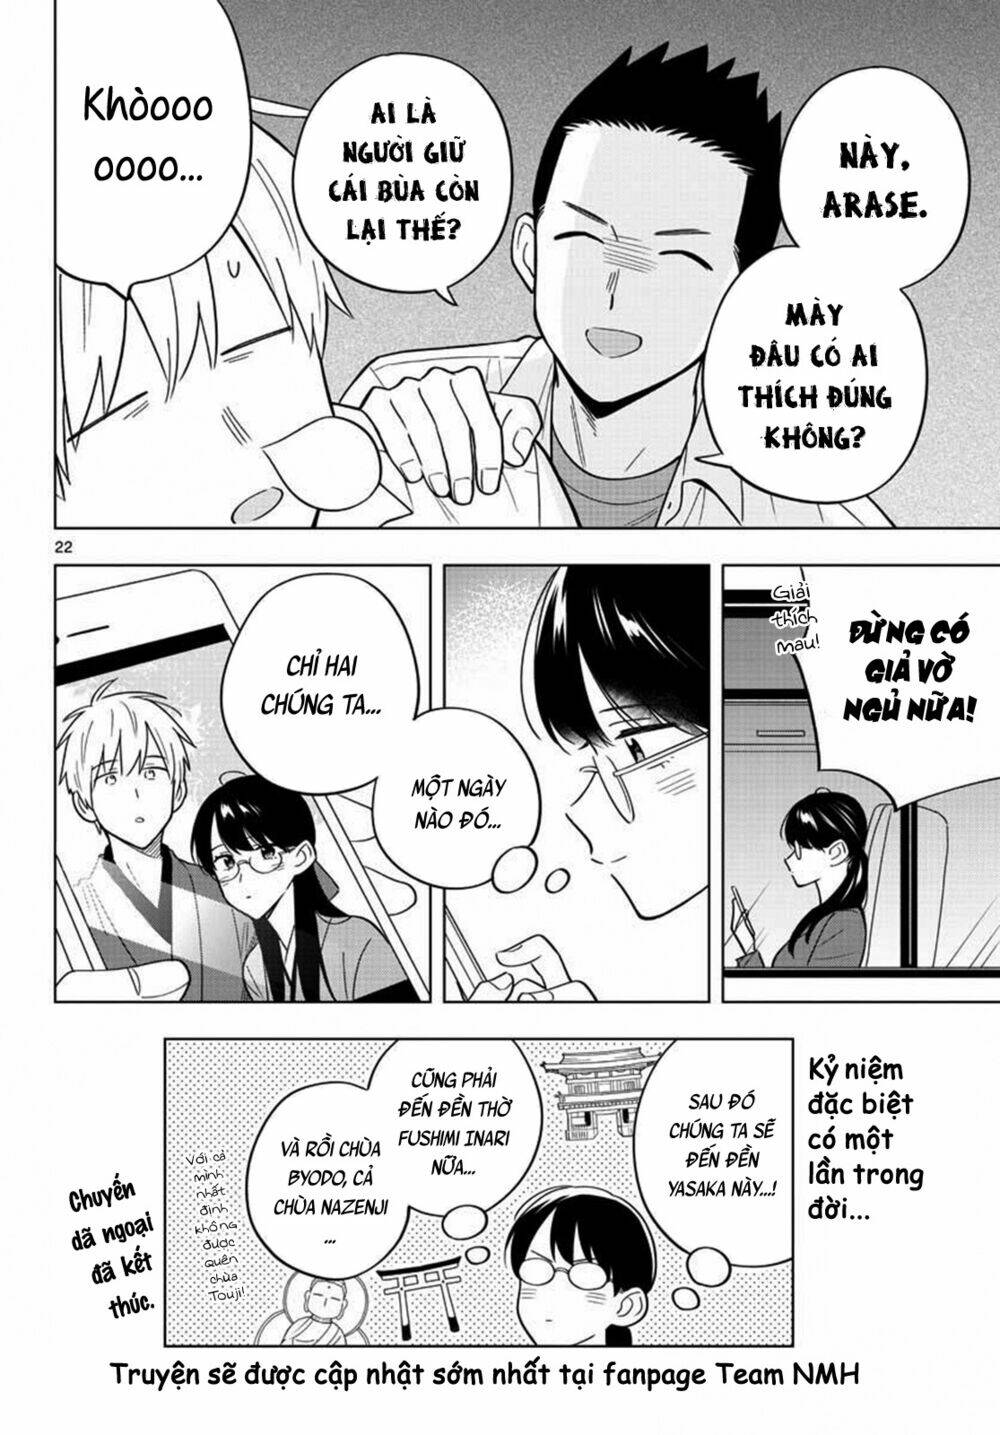 NÀY,
ARASE.
MÀY
ĐÂU CÓ AI
THÍCH ĐÚNG
KHÔNG?
AI LÀ
NGƯỜI GIỮ
CÁI BÙA CÒN
LẠI THẾ?
Khòoooo
oooo...
22
ĐỪNG CÓ
GIẢ VỜ
NGỦ NỮA!
Giải
thích
mau!
MỘT NGÀY
NÀO ĐÓ...
CHỈ HAI
CHÚNG TA...
Kỷ niệm
đặc biệt
có một
lần trong
đời...
SAU ĐÓ
CHÚNG TA SẼ
ĐẾN ĐỀN
YASAKA NÀY...!
CŨNG PHẢI
ĐẾN ĐỀN THỜ
FUSHIMI INARI
NỮA...
VÀ RỒI CHÙA
BYODO, CẢ
CHÙA NAZENJI
...
Với cả
mình
nhất
định
không
được
quên
chùa
Touji!
Chuyến
dã ngoại
đã kết
thúc.
Truyện sẽ được cập nhật sớm nhất tại fanpage Team NMH